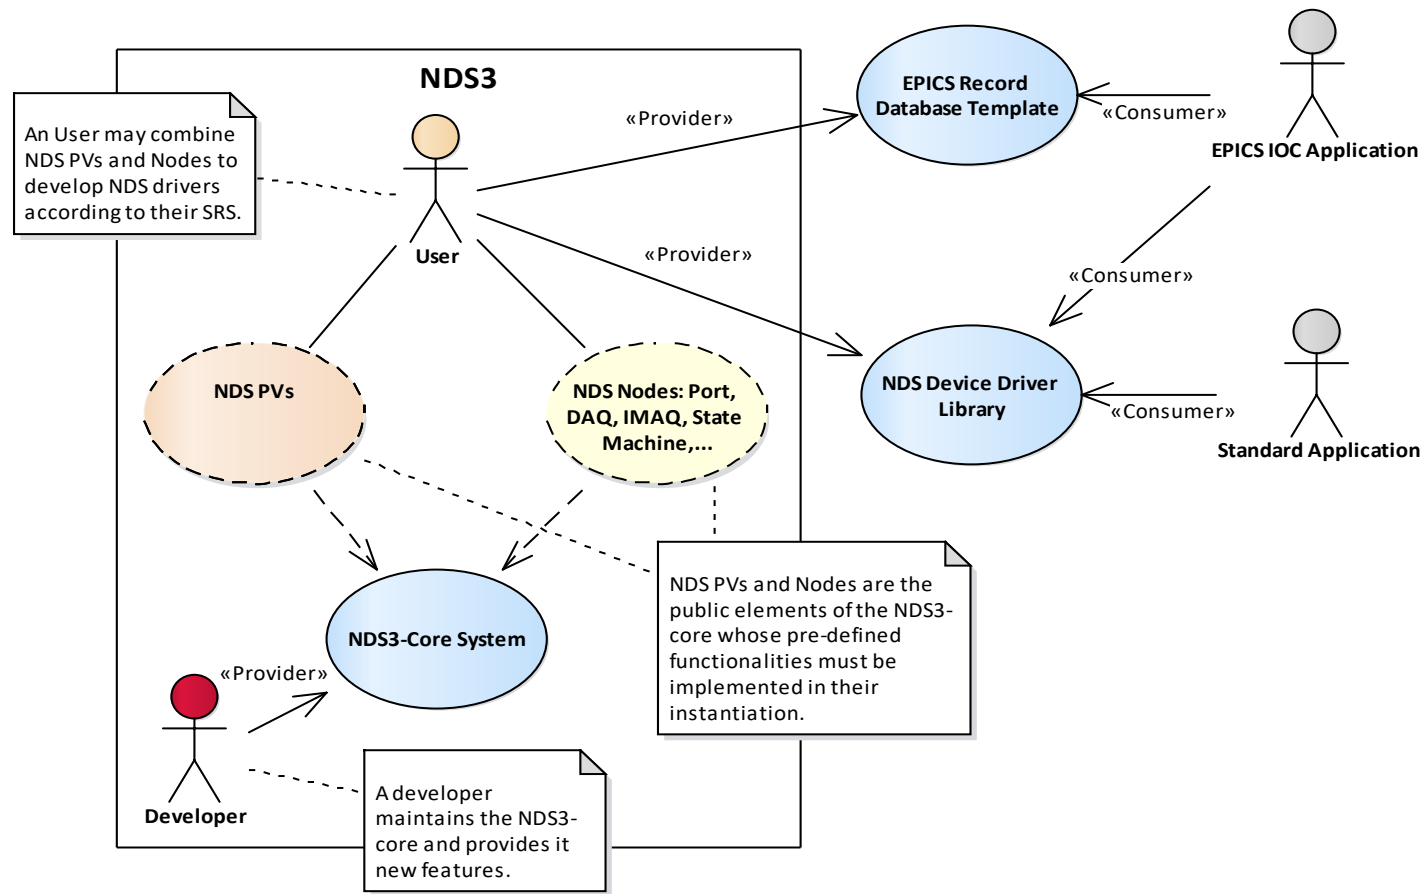 NDS3
An User may combine
NDS PVs and Nodes to
develop NDS drivers
according to their SRS.
User
«Provider»
EPICS Record
Database Template
«Consumer»
EPICS IOC Application
«Provider»
«Consumer»
NDS PVs
NDS Nodes: Port,
DAQ, IMAQ, State
Machine,...
NDS Device Driver
Library
«Consumer»
Standard Application
NDS3-Core System
NDS PVs and Nodes are the
public elements of the NDS3-
core whose pre-defined
functionalities must be
implemented in their
instantiation.
«Provider»
Developer
A developer
maintains the NDS3-
core and provides it
new features.